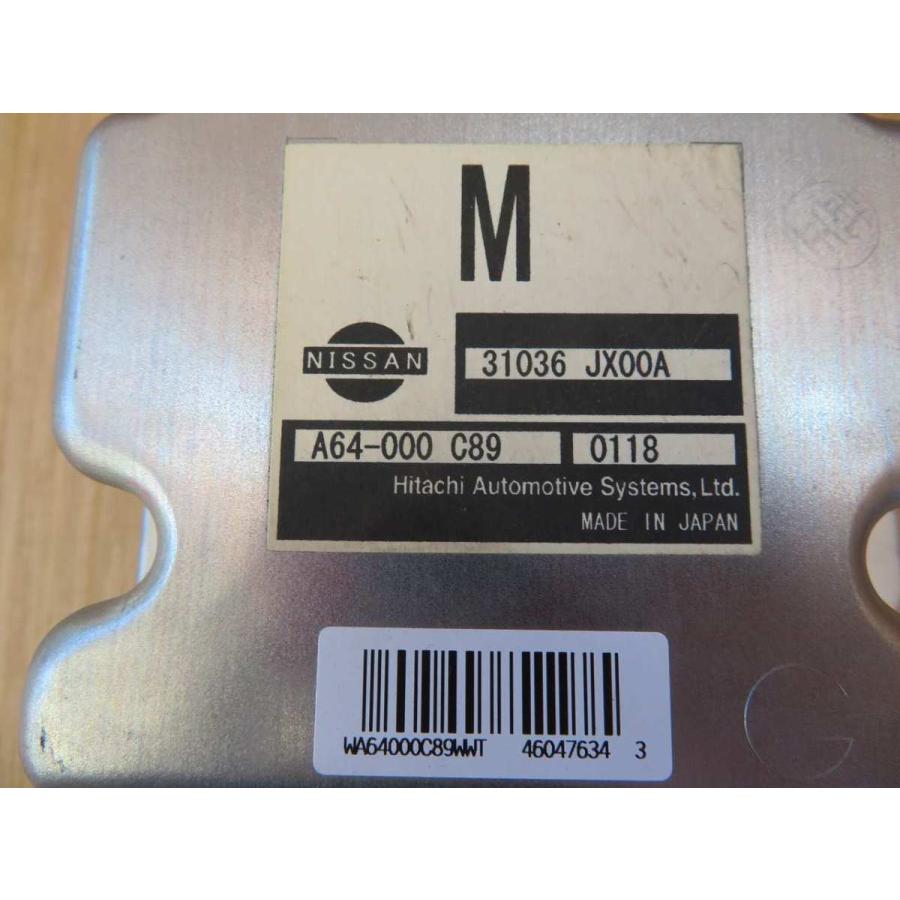 M
NISSAN
31036 JX00A
A64-000 C89
0118
Hitachi Automotive Systems,Ltd.
MADE IN JAPAN
WA64000C89WWT 46047634 3